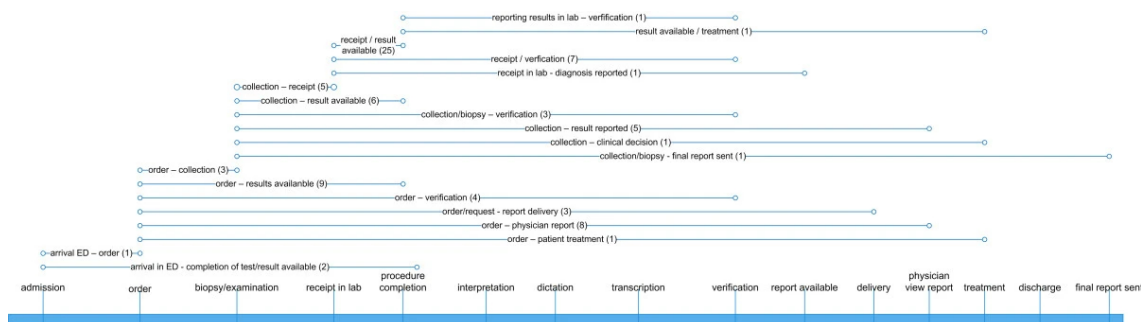 reporting results in lab – verfification (1)
result available / treatment (1)
receipt / result
available (25)
receipt / verfication (7)
receipt in lab - diagnosis reported (1)
collection – receipt (5)
collection – result available (6)
collection/biopsy – verification (3)
collection – result reported (5)
collection – clinical decision (1)
collection/biopsy - final report sent (1)
order – collection (3)
order – results availanble (9)
order – verification (4)
order/request - report delivery (3)
order – physician report (8)
order – patient treatment (1)
arrival ED – order (1)
arrival in ED - completion of test/result available (2)
admission
order
biopsy/examination
receipt in lab
procedure
completion
interpretation
dictation
transcription
verification
report available
delivery
physician
view report
treatment
discharge
final report sent